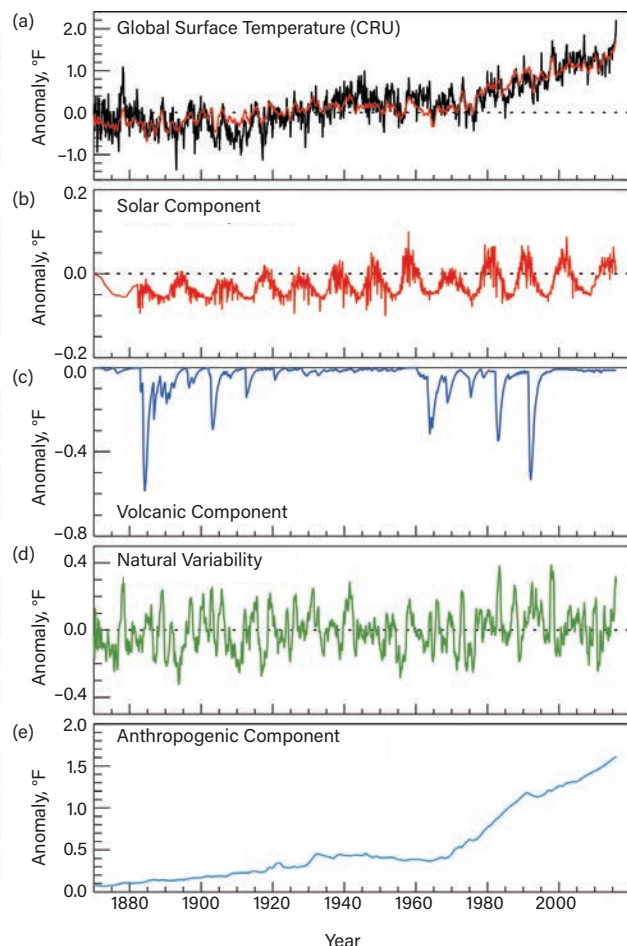 (a)
Global Surface Temperature (CRU)
2.0
1.0
0.0
–1.0
Anomaly, °F
(b)
Solar Component
0.2
0.0
–0.2
Anomaly, °F
(c)
0.0
–0.4
–0.8
Anomaly, °F
Volcanic Component
(d)
Natural Variability
0.4
0.0
–0.4
Anomaly, °F
(e)
Anthropogenic Component
2.0
1.5
1.0
0.5
0.0
Anomaly, °F
1880 1900 1920 1940 1960 1980 2000
Year